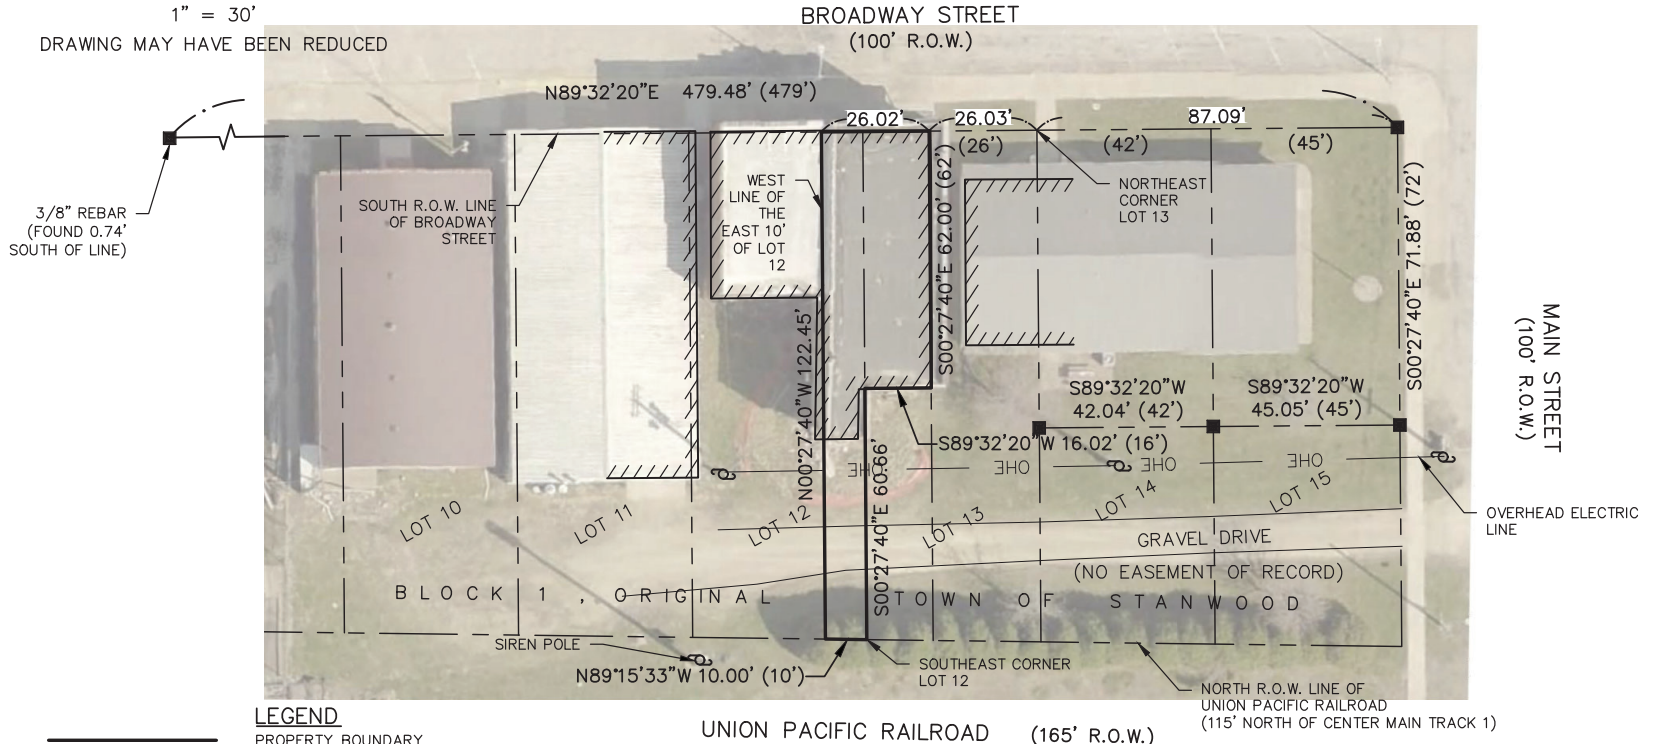 1" = 30'
DRAWING MAY HAVE BEEN REDUCED
BROADWAY STREET
(100' R.O.W.)
N89°32'20"E 479.48' (479')
26.02'
26.03'
(26')
87.09'
(42')
(45')
3/8" REBAR
(FOUND 0.74'
SOUTH OF LINE)
SOUTH R.O.W. LINE
OF BROADWAY
STREET
WEST
LINE OF
THE
EAST 10'
OF LOT
12
S00°27'40"E 62.00' (62')
NORTHEAST
CORNER
LOT 13
S00°27'40"E 71.88' (72')
MAIN STREET
(100' R.O.W.)
N00°27'40"W 122.45'
S89°32'20"W
42.04' (42')
S89°32'20"W
45.05' (45')
S89°32'20"W 16.02' (16')
S00°27'40"E 60.66'
OHE
OHE
OHE
OHE
LOT 10
LOT 11
LOT 12
LOT 13
LOT 14
LOT 15
OVERHEAD ELECTRIC
LINE
GRAVEL DRIVE
(NO EASEMENT OF RECORD)
BLOCK 1, ORIGINAL TOWN OF STANWOOD
SIREN POLE
N89°15'33"W 10.00' (10')
SOUTHEAST CORNER
LOT 12
NORTH R.O.W. LINE OF
UNION PACIFIC RAILROAD
(115' NORTH OF CENTER MAIN TRACK 1)
LEGEND
PROPERTY BOUNDARY
UNION PACIFIC RAILROAD (165' R.O.W.)